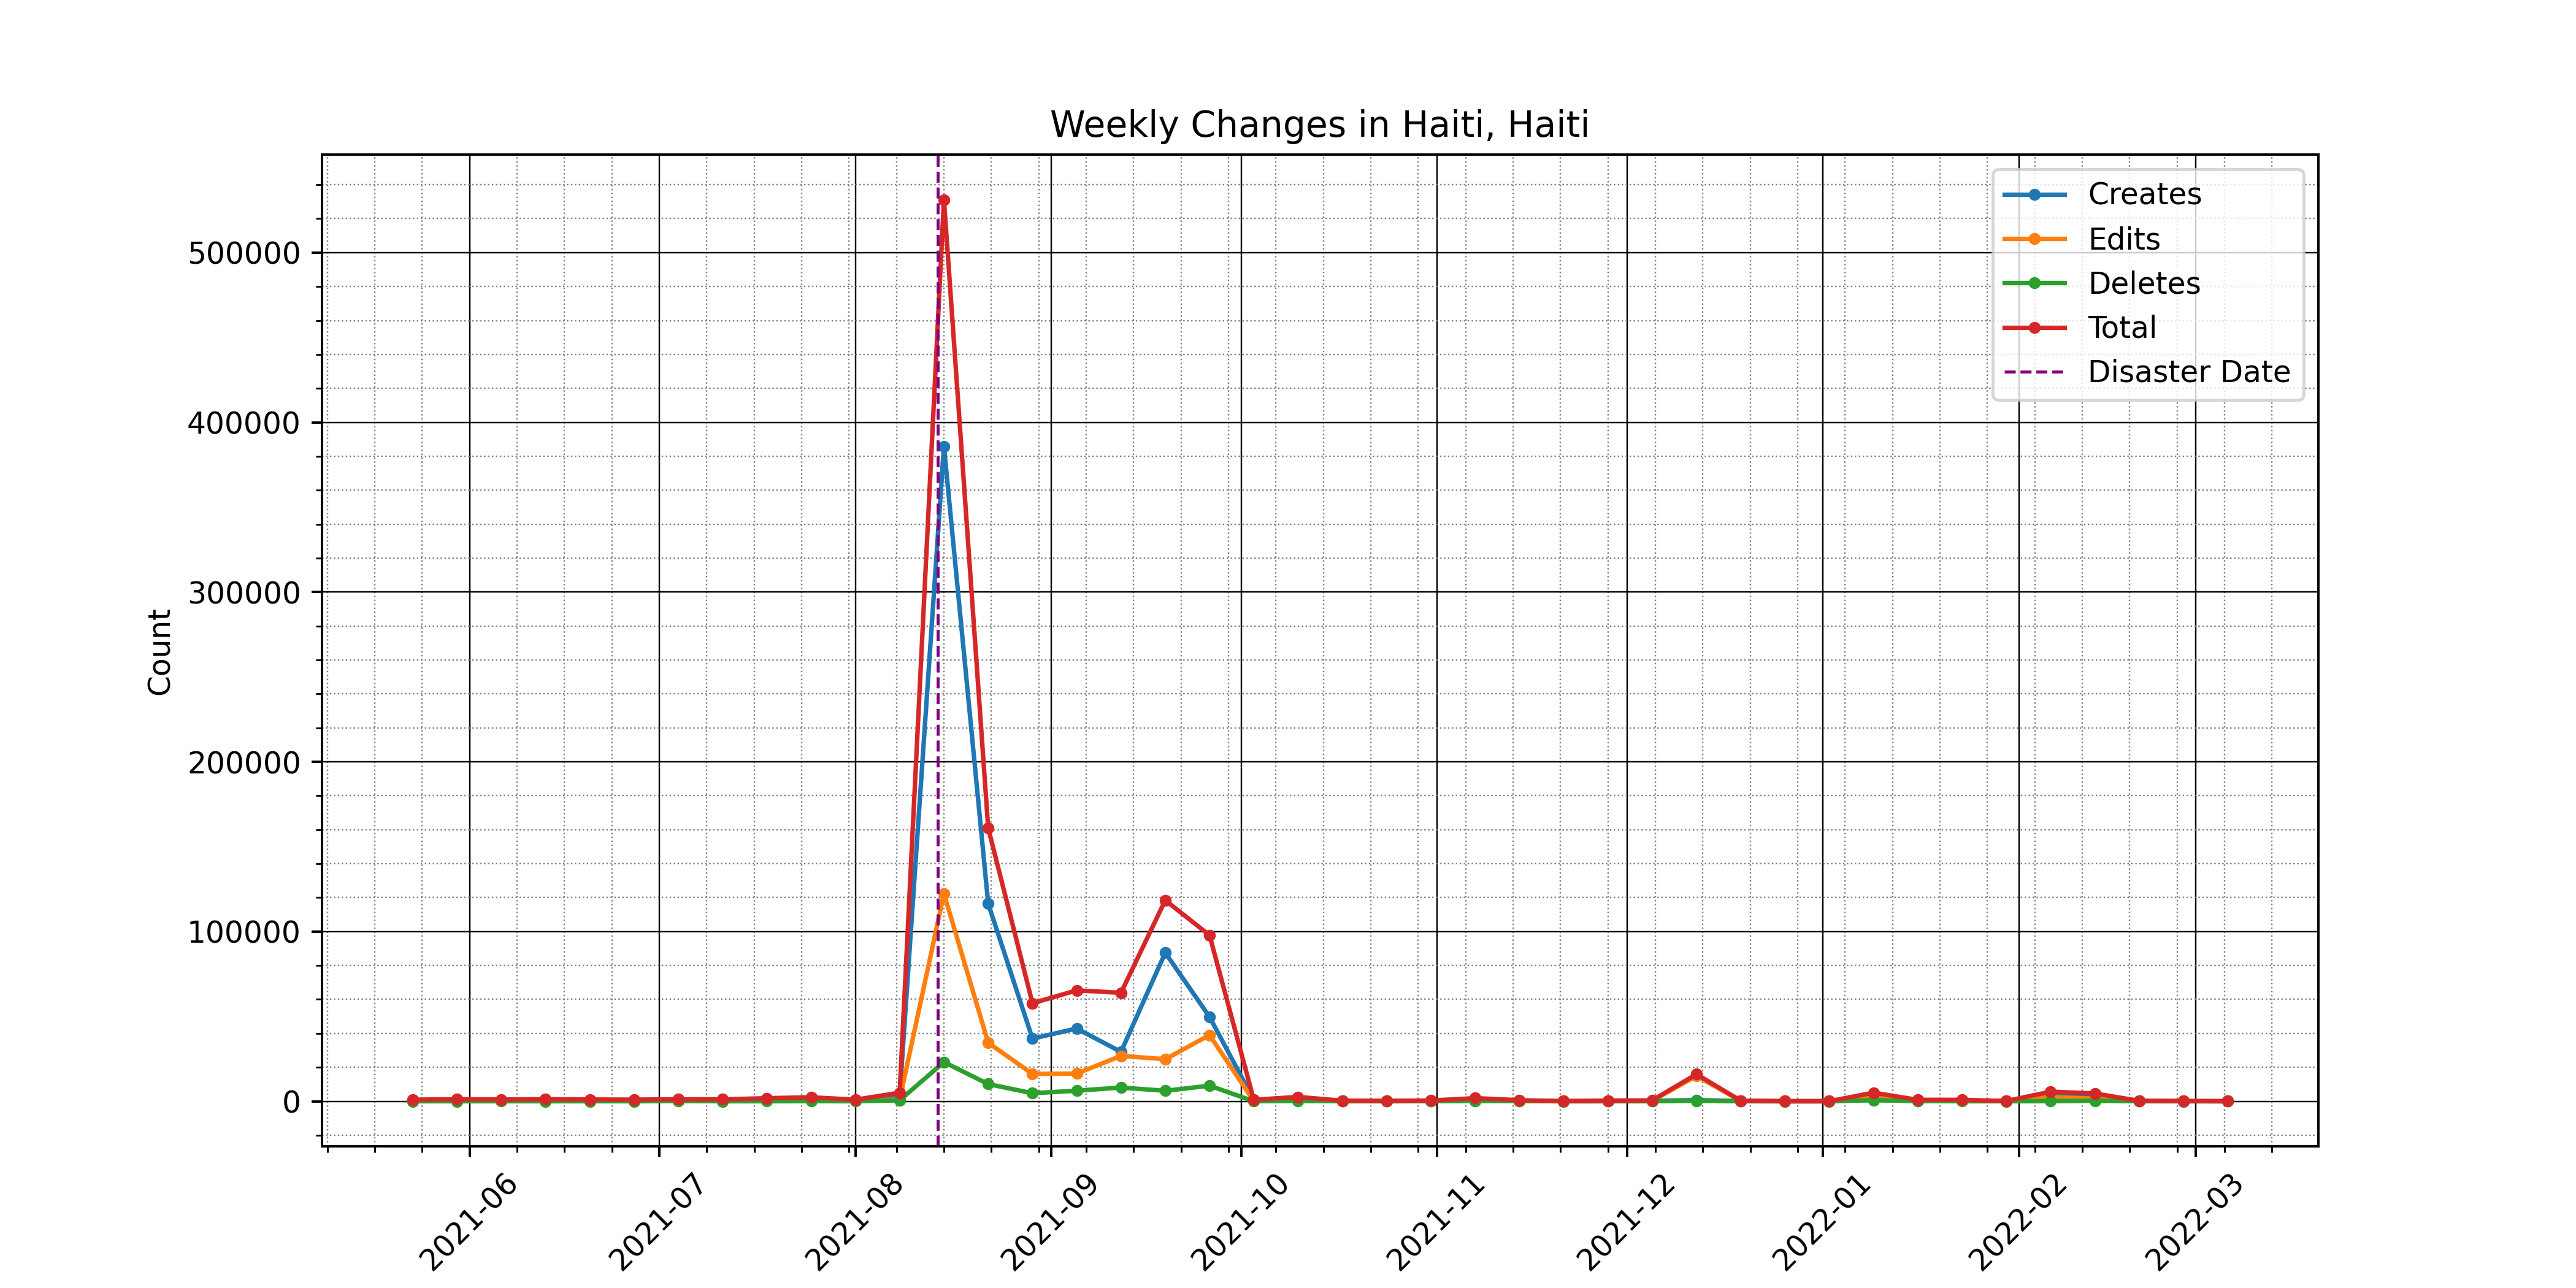 Weekly Changes in Haiti, Haiti
Creates
Edits
Deletes
Total
Disaster Date
Count
500000
400000
300000
200000
100000
0
2021-06
2021-07
2021-08
2021-09
2021-10
2021-11
2021-12
2022-01
2022-02
2022-03